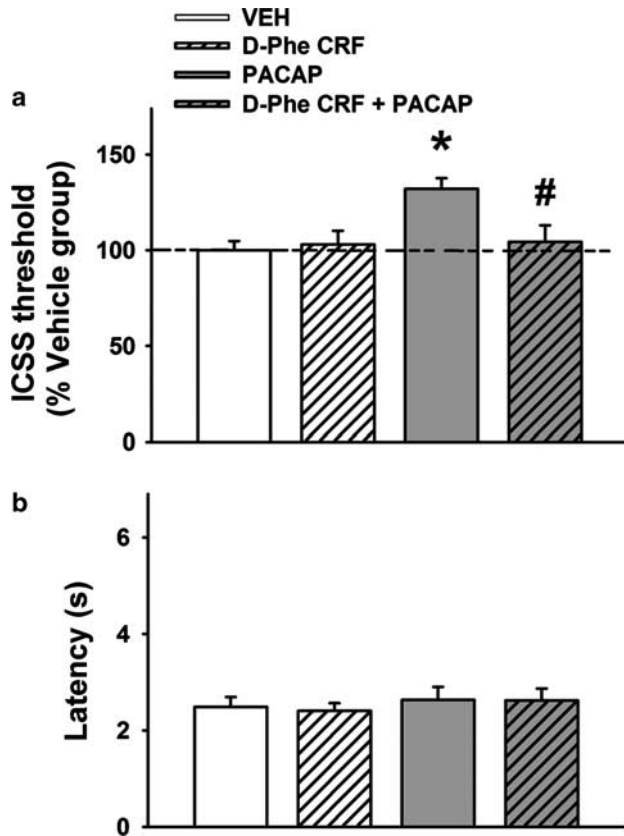 VEH
D-Phe CRF
PACAP
D-Phe CRF + PACAP
a
ICSS threshold
(% Vehicle group)
150
100
50
0
*
#
b
Latency (s)
6
4
2
0